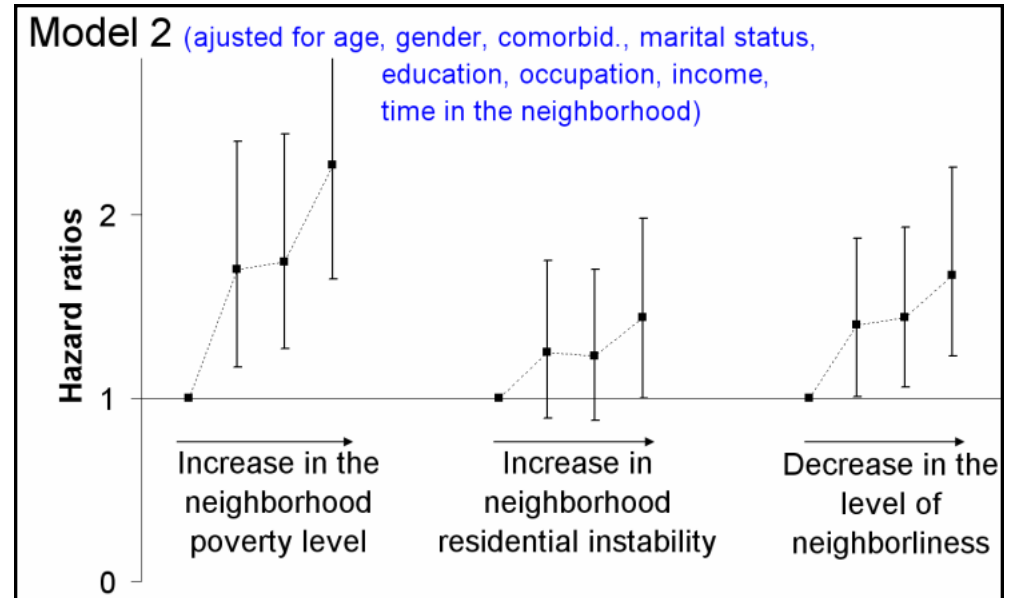 Model 2 (ajusted for age, gender, comorbid., marital status,
education, occupation, income,
time in the neighborhood)
Hazard ratios
2
1
0
Increase in the
neighborhood
poverty level
Increase in
neighborhood
residential instability
Decrease in the
level of
neighborliness